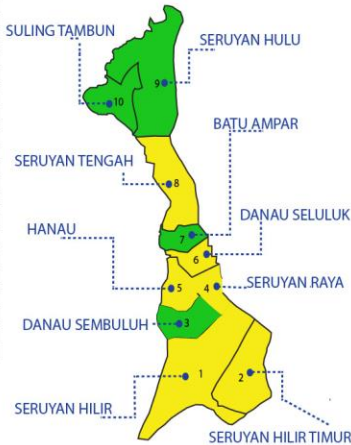 SULING TAMBUN
SERUYAN HULU
9
10
BATU AMPAR
SERUYAN TENGAH
8
DANAU SELULUK
HANAU
7
6
SERUYAN RAYA
5
4
DANAU SEMBULUH
3
1
2
SERUYAN HILIR
SERUYAN HILIR TIMUR